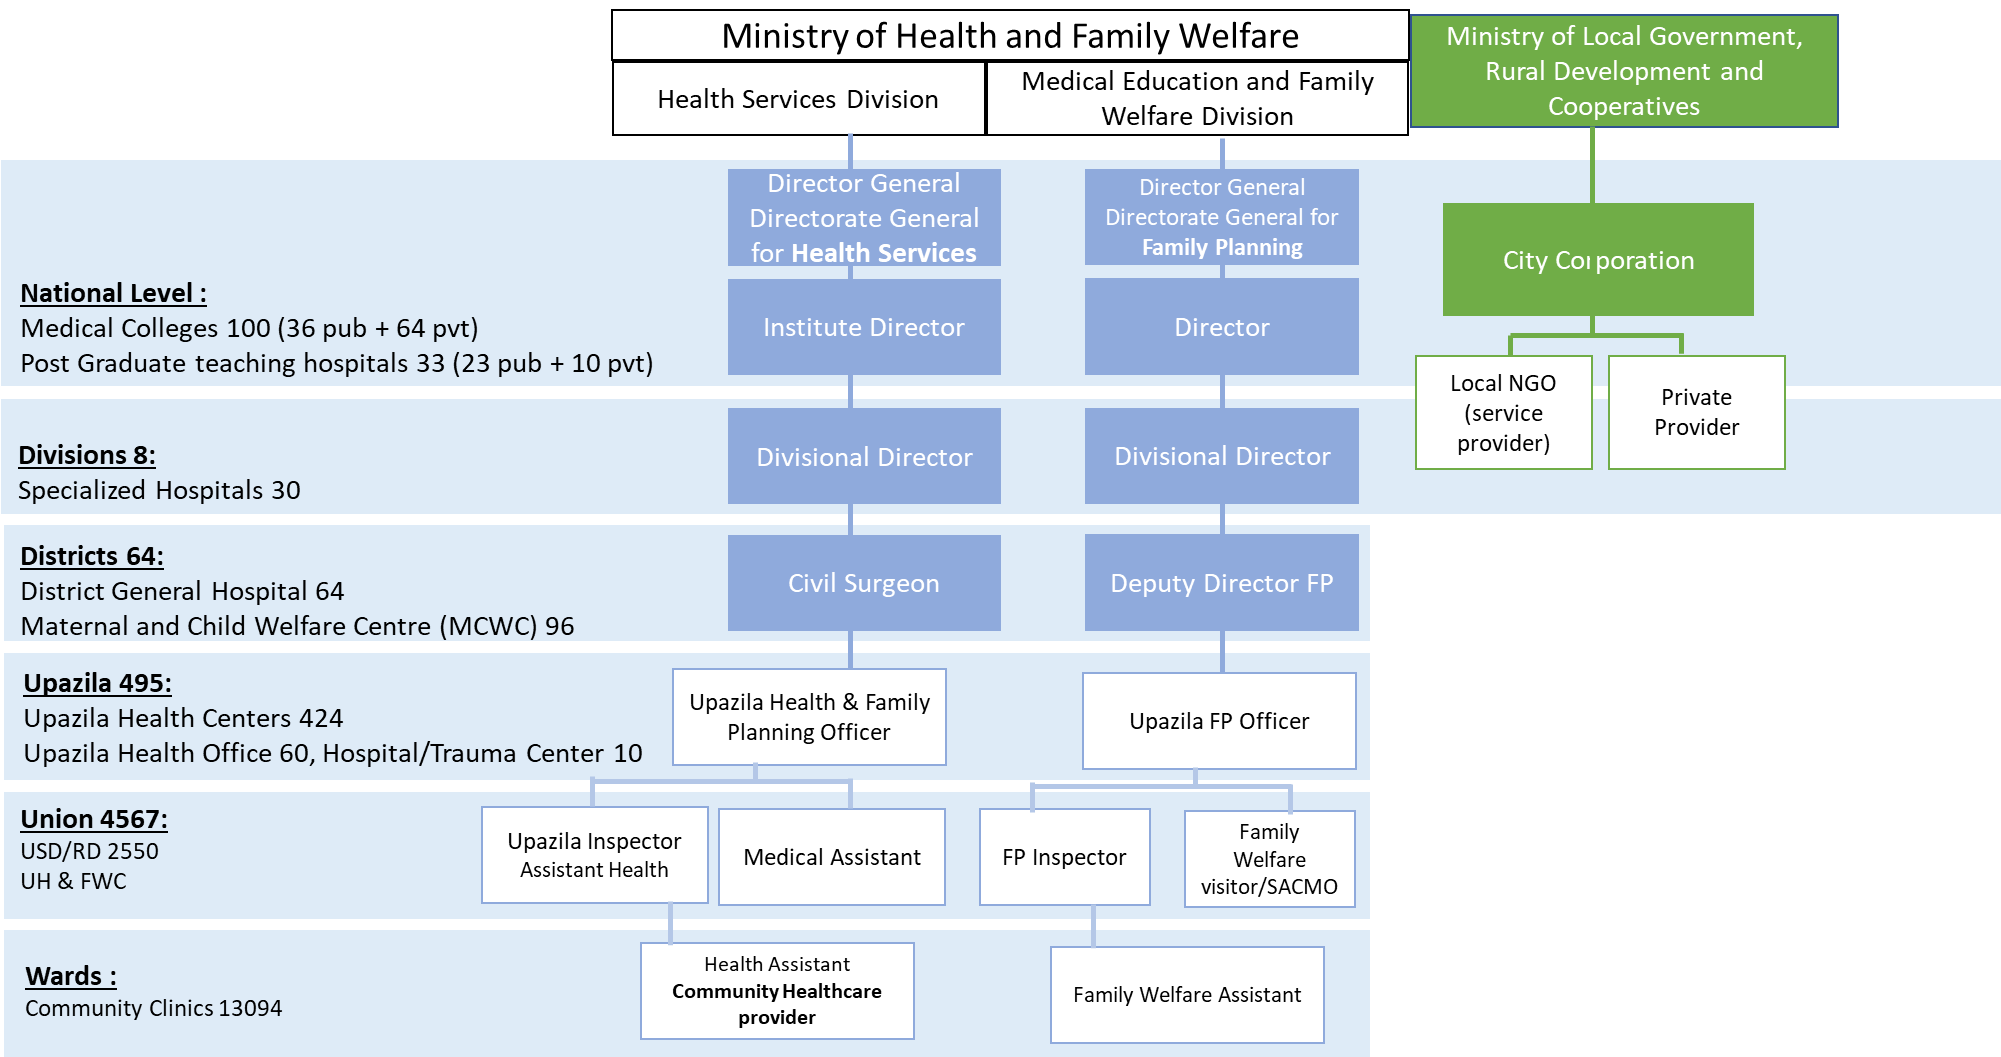 Ministry of Health and Family Welfare
Health Services Division
Medical Education and Family
Welfare Division
Ministry of Local Government,
Rural Development and
Cooperatives
Director General
Directorate General
for Health Services
Director General
Directorate General for
Family Planning
City Corporation
National Level :
Medical Colleges 100 (36 pub + 64 pvt)
Post Graduate teaching hospitals 33 (23 pub + 10 pvt)
Institute Director
Director
Local NGO
(service
provider)
Private
Provider
Divisions 8:
Specialized Hospitals 30
Divisional Director
Divisional Director
Districts 64:
District General Hospital 64
Maternal and Child Welfare Centre (MCWC) 96
Civil Surgeon
Deputy Director FP
Upazila 495:
Upazila Health Centers 424
Upazila Health Office 60, Hospital/Trauma Center 10
Upazila Health & Family
Planning Officer
Upazila FP Officer
Union 4567:
USD/RD 2550
UH & FWC
Upazila Inspector
Assistant Health
Medical Assistant
FP Inspector
Family
Welfare
visitor/SACMO
Wards :
Community Clinics 13094
Health Assistant
Community Healthcare
provider
Family Welfare Assistant